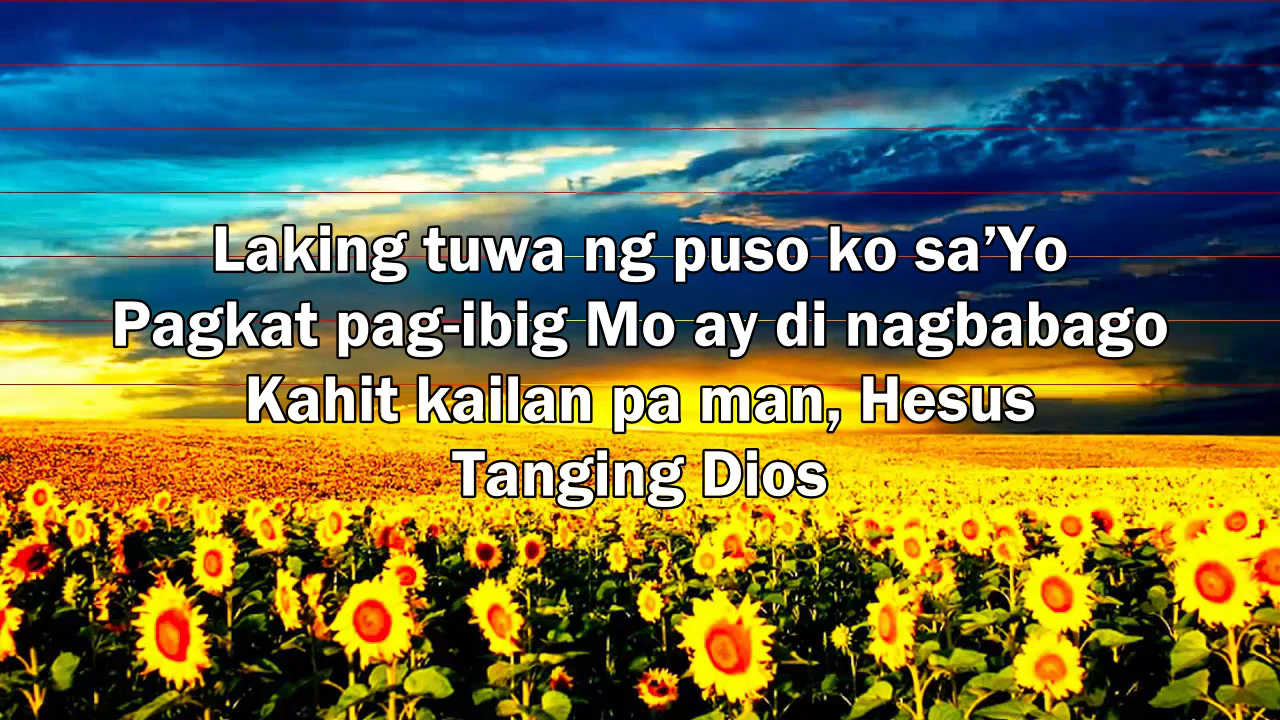 Laking tuwa ng puso ko sa’Yo
Pagkat pag-ibig Mo ay di nagbabago
Kahit kailan pa man, Hesus
Tanging Dios